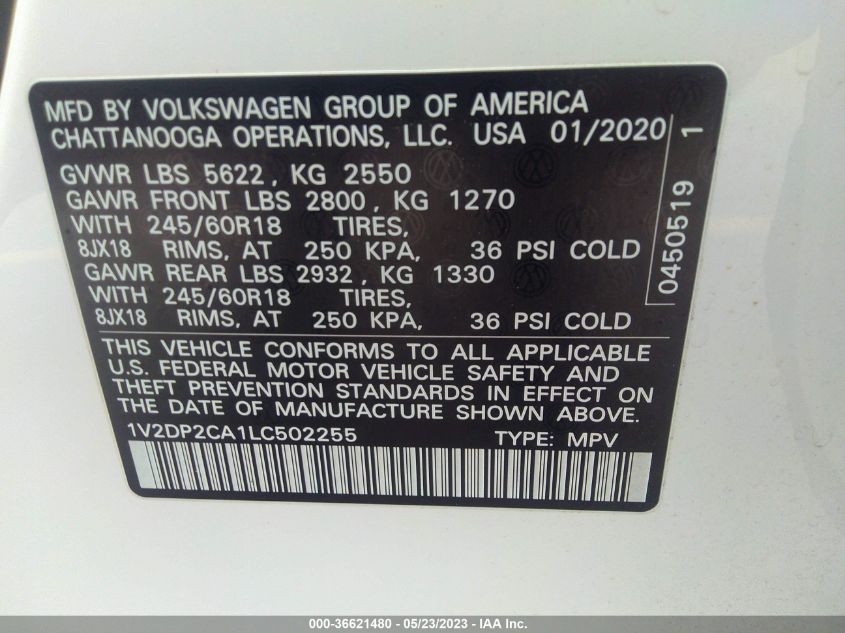 MFD BY VOLKSWAGEN GROUP OF AMERICA
CHATTANOOGA OPERATIONS, LLC. USA 01/2020
GVWR LBS 5622, KG 2550
GAWR FRONT LBS 2800, KG 1270
WITH 245/60R18 TIRES,
8JX18 RIMS, AT 250 KPA, 36 PSI COLD
GAWR REAR LBS 2932, KG 1330
WITH 245/60R18 TIRES,
8JX18 RIMS, AT 250 KPA, 36 PSI COLD
0450519 1
THIS VEHICLE CONFORMS TO ALL APPLICABLE
U.S. FEDERAL MOTOR VEHICLE SAFETY AND
THEFT PREVENTION STANDARDS IN EFFECT ON
THE DATE OF MANUFACTURE SHOWN ABOVE.
1V2DP2CA1LC502255 TYPE: MPV
000-36621480 - 05/23/2023 - IAA Inc.